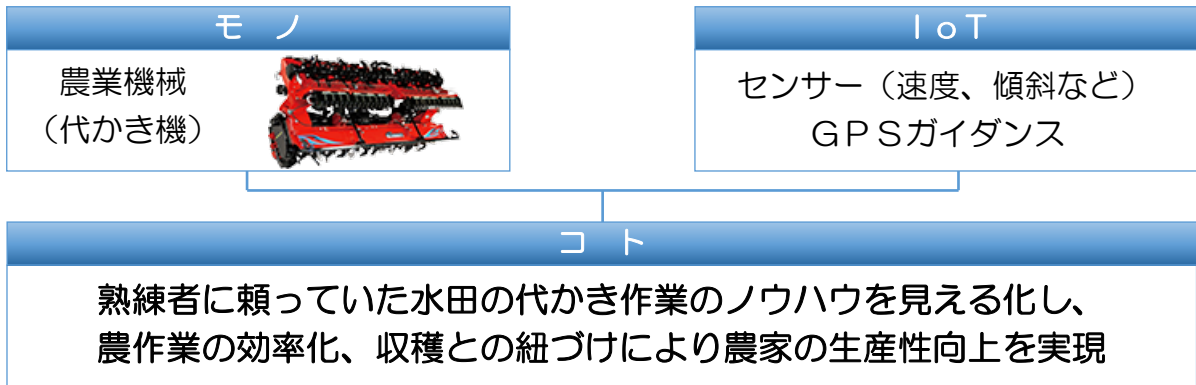 モ ノ
農業機械
（代かき機）
ＩｏＴ
センサー（速度、傾斜など）
ＧＰＳガイダンス
コ ト
熟練者に頼っていた水田の代かき作業のノウハウを見える化し、
農作業の効率化、収穫との紐づけにより農家の生産性向上を実現